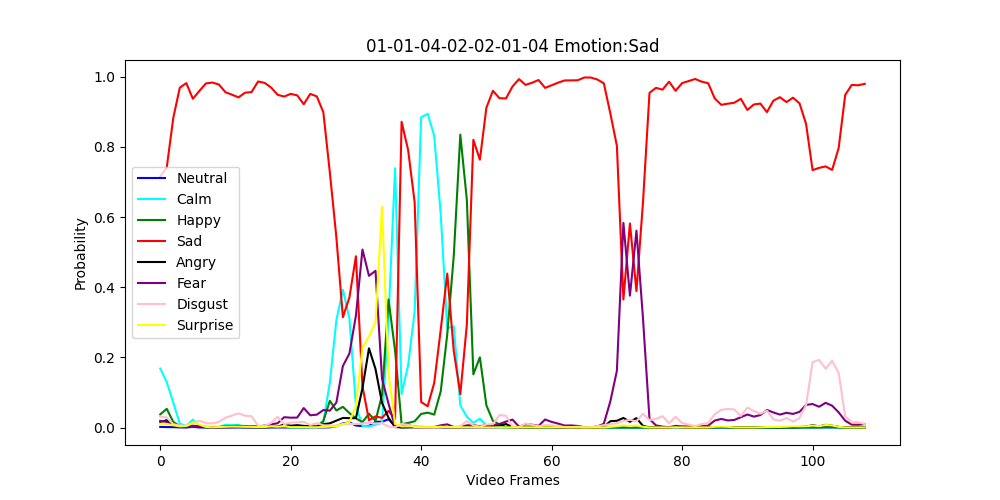 01-01-04-02-02-01-04 Emotion:Sad
1.0
0.8
0.6
0.4
0.2
0.0
Probability
Neutral
Calm
Happy
Sad
Angry
Fear
Disgust
Surprise
0 20 40 60 80 100
Video Frames